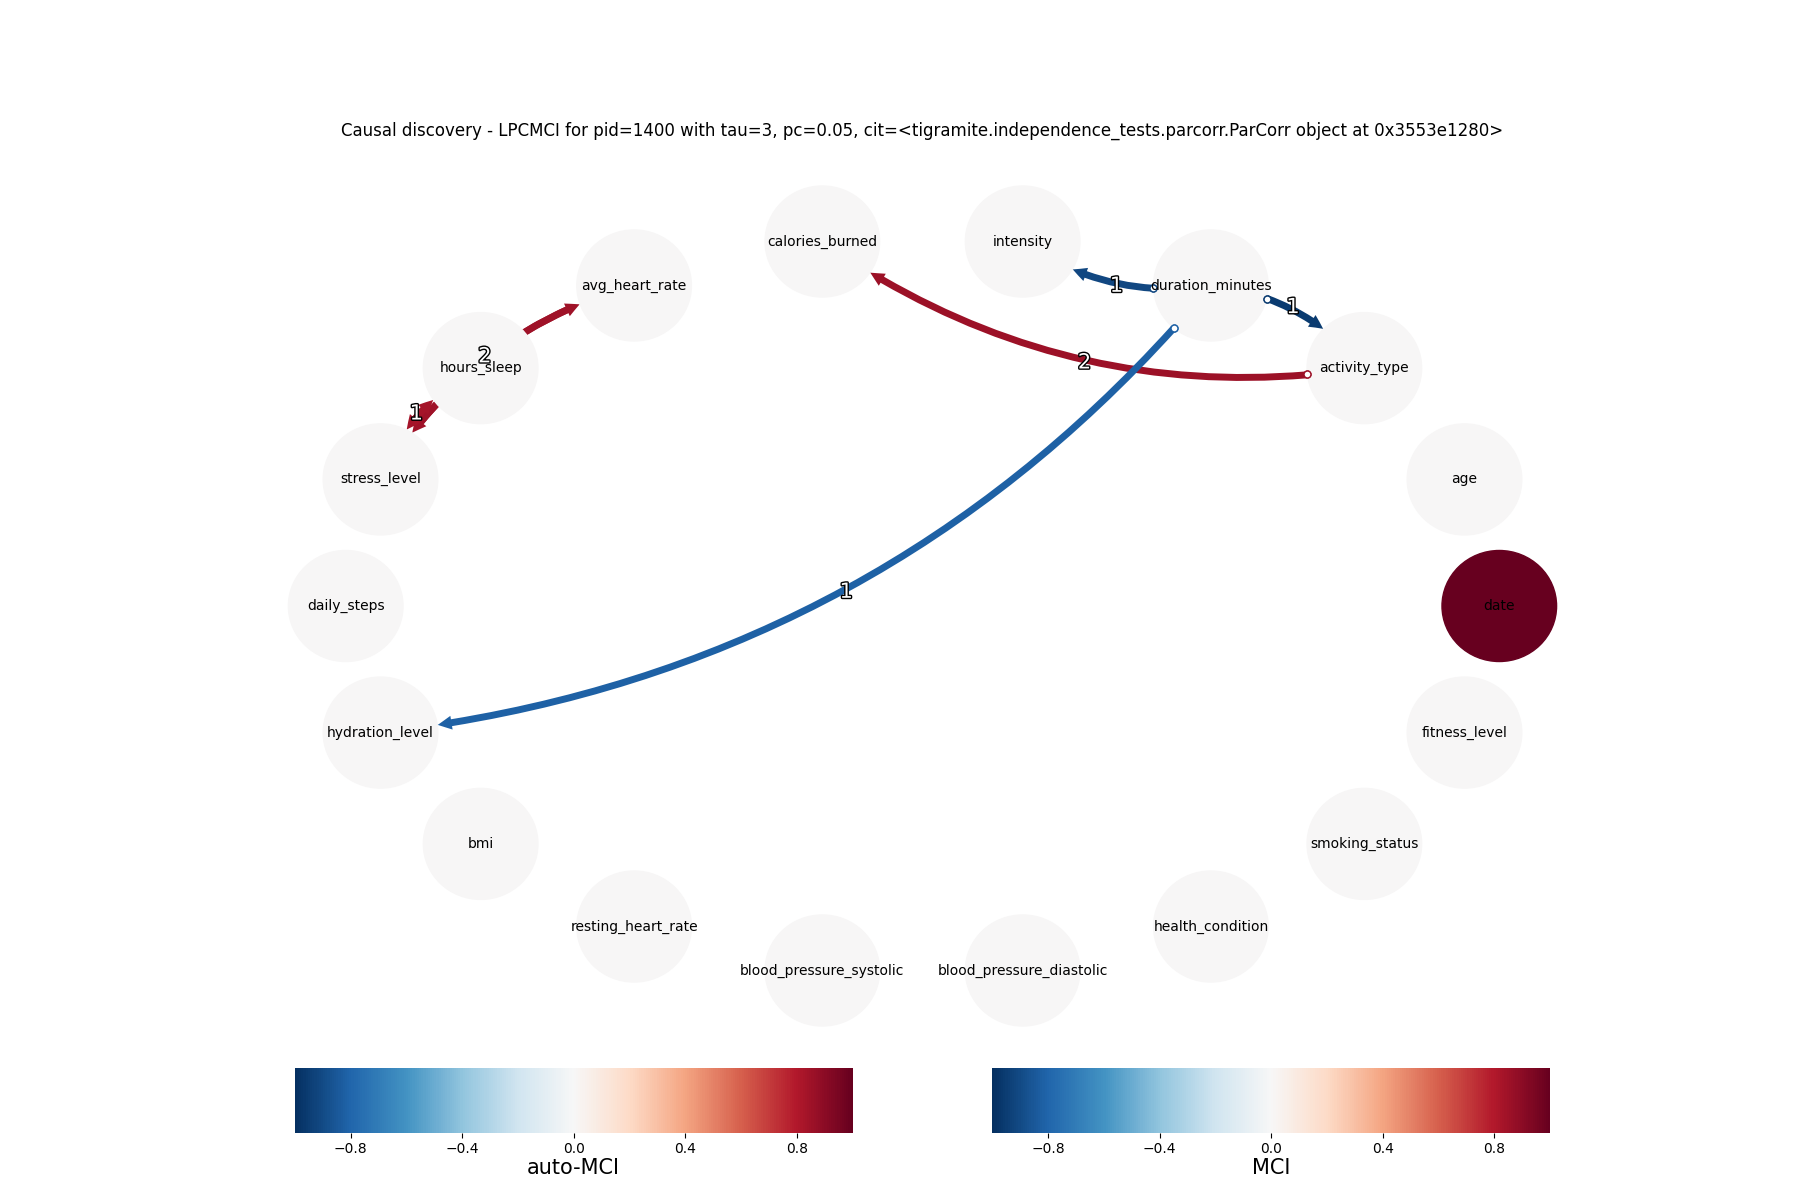 Causal discovery - LPCMCI for pid=1400 with tau=3, pc=0.05, cit=<tigramite.independence_tests.parcorr.ParCorr object at 0x3553e1280>
calories_burned
intensity
avg_heart_rate
1
duration_minutes
1
2
hours_sleep
2
activity_type
1
stress_level
age
1
daily_steps
date
hydration_level
fitness_level
bmi
smoking_status
resting_heart_rate
health_condition
blood_pressure_systolic
blood_pressure_diastolic
−0.8 −0.4 0.0 0.4 0.8
auto-MCI
−0.8 −0.4 0.0 0.4 0.8
MCI